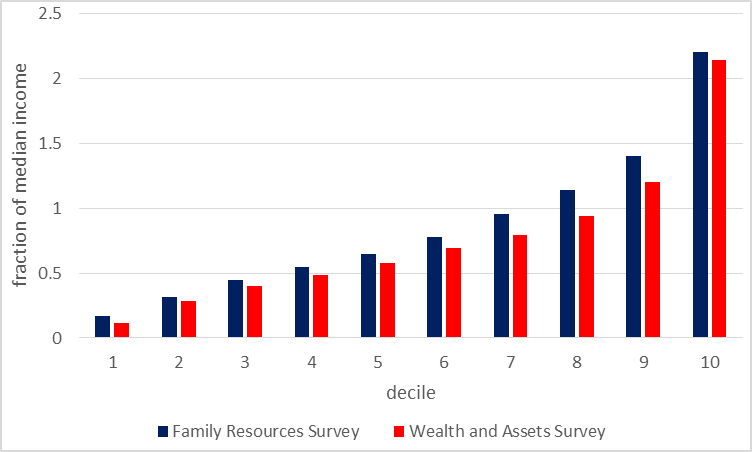 fraction of median income
2.5
2
1.5
1
0.5
0
1 2 3 4 5 6 7 8 9 10
decile
Family Resources Survey Wealth and Assets Survey